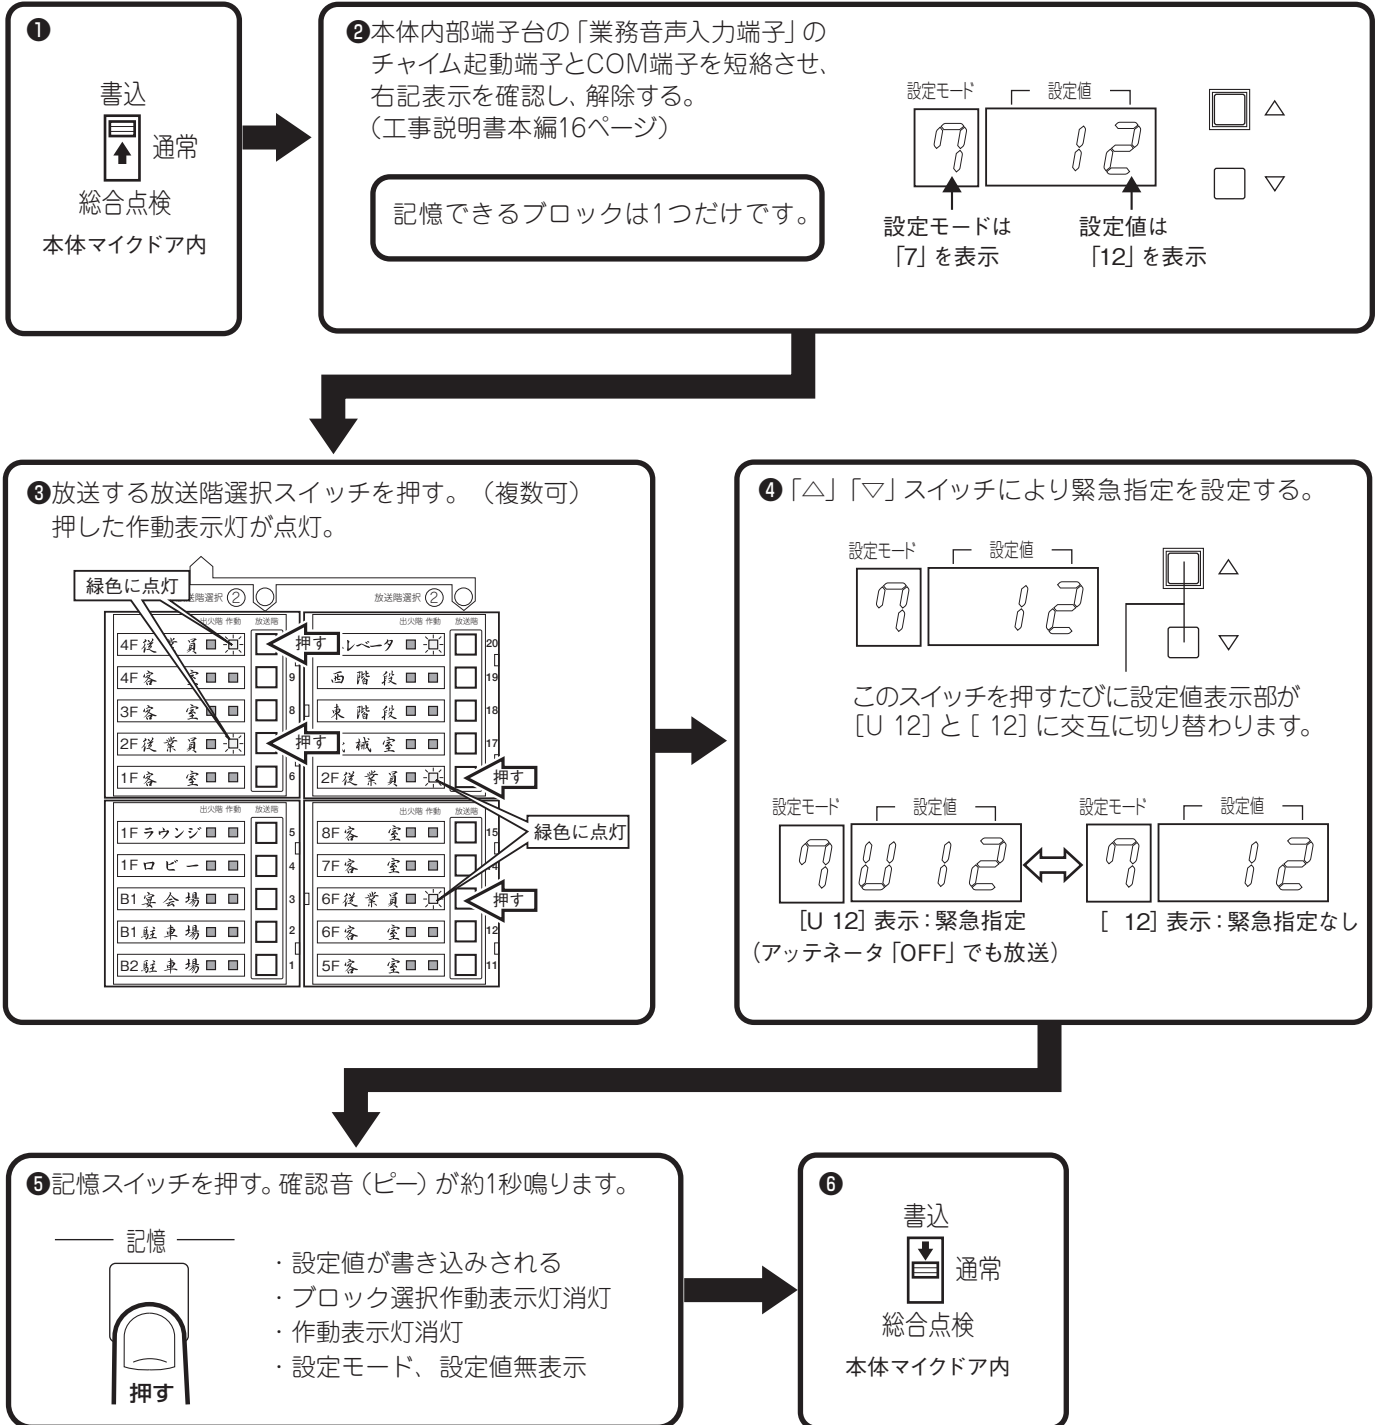 ❶
書込
通常
総合点検
本体マイクドア内
❷本体内部端子台の「業務音声入力端子」の
チャイム起動端子とCOM端子を短絡させ、
右記表示を確認し、解除する。
(工事説明書本編16ページ)
記憶できるブロックは1つだけです。
設定モード 設定値
7 12
△
▽
設定モードは
「7」を表示
設定値は
「12」を表示
❸放送する放送階選択スイッチを押す。(複数可)
押した作動表示灯が点灯。
緑色に点灯
送階選択② 放送階選択②
出火階 作動 放送階 出火階 作動 放送階
4F従 員 押す レベータ 20
4F客 室 9 西階段 19
3F客 室 8 東階段 18
2F従業員 押す 械室 17
1F客 室 6 2F従業員 押す
出火階 作動 放送階 出火階 作動 放送階
緑色に点灯
1Fラウンジ 5 8F客 室 15
1Fロビー 4 7F客 室 14
B1宴会場 3 6F従業員 押す
B1駐車場 2 6F客 室 12
B2駐車場 1 5F客 室 11
❹「△」「▽」スイッチにより緊急指定を設定する。
設定モード 設定値
7 12
△
▽
このスイッチを押すたびに設定値表示部が
[U 12]と[ 12]に交互に切り替わります。
設定モード 設定値 設定モード 設定値
7 U 12 7 12
[U 12]表示:緊急指定 [ 12]表示:緊急指定なし
(アッテネータ「OFF」でも放送)
❺記憶スイッチを押す。確認音(ピー)が約1秒鳴ります。
記憶
押す
・設定値が書き込みされる
・ブロック選択作動表示灯消灯
・作動表示灯消灯
・設定モード、設定値無表示
❻
書込
通常
総合点検
本体マイクドア内